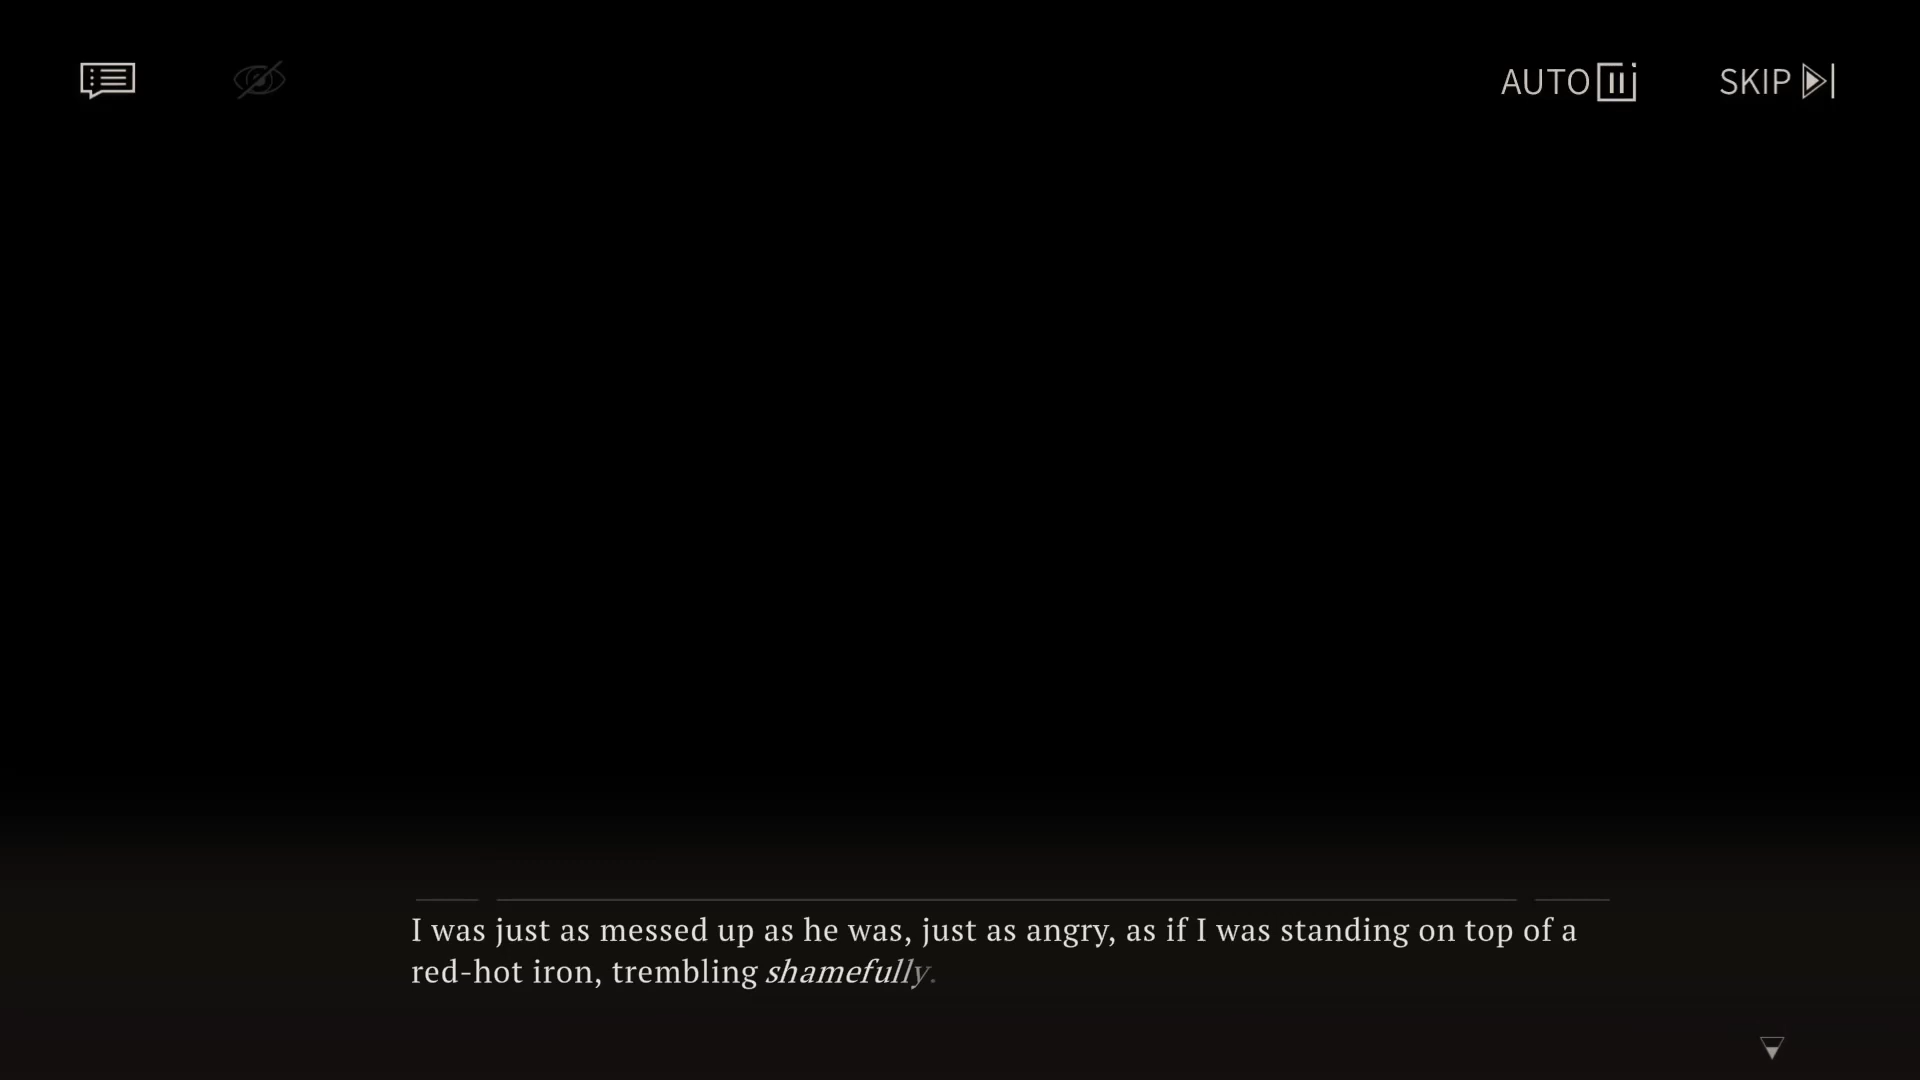 AUTO SKIP
I was just as messed up as he was, just as angry, as if I was standing on top of a
red-hot iron, trembling shamefully.